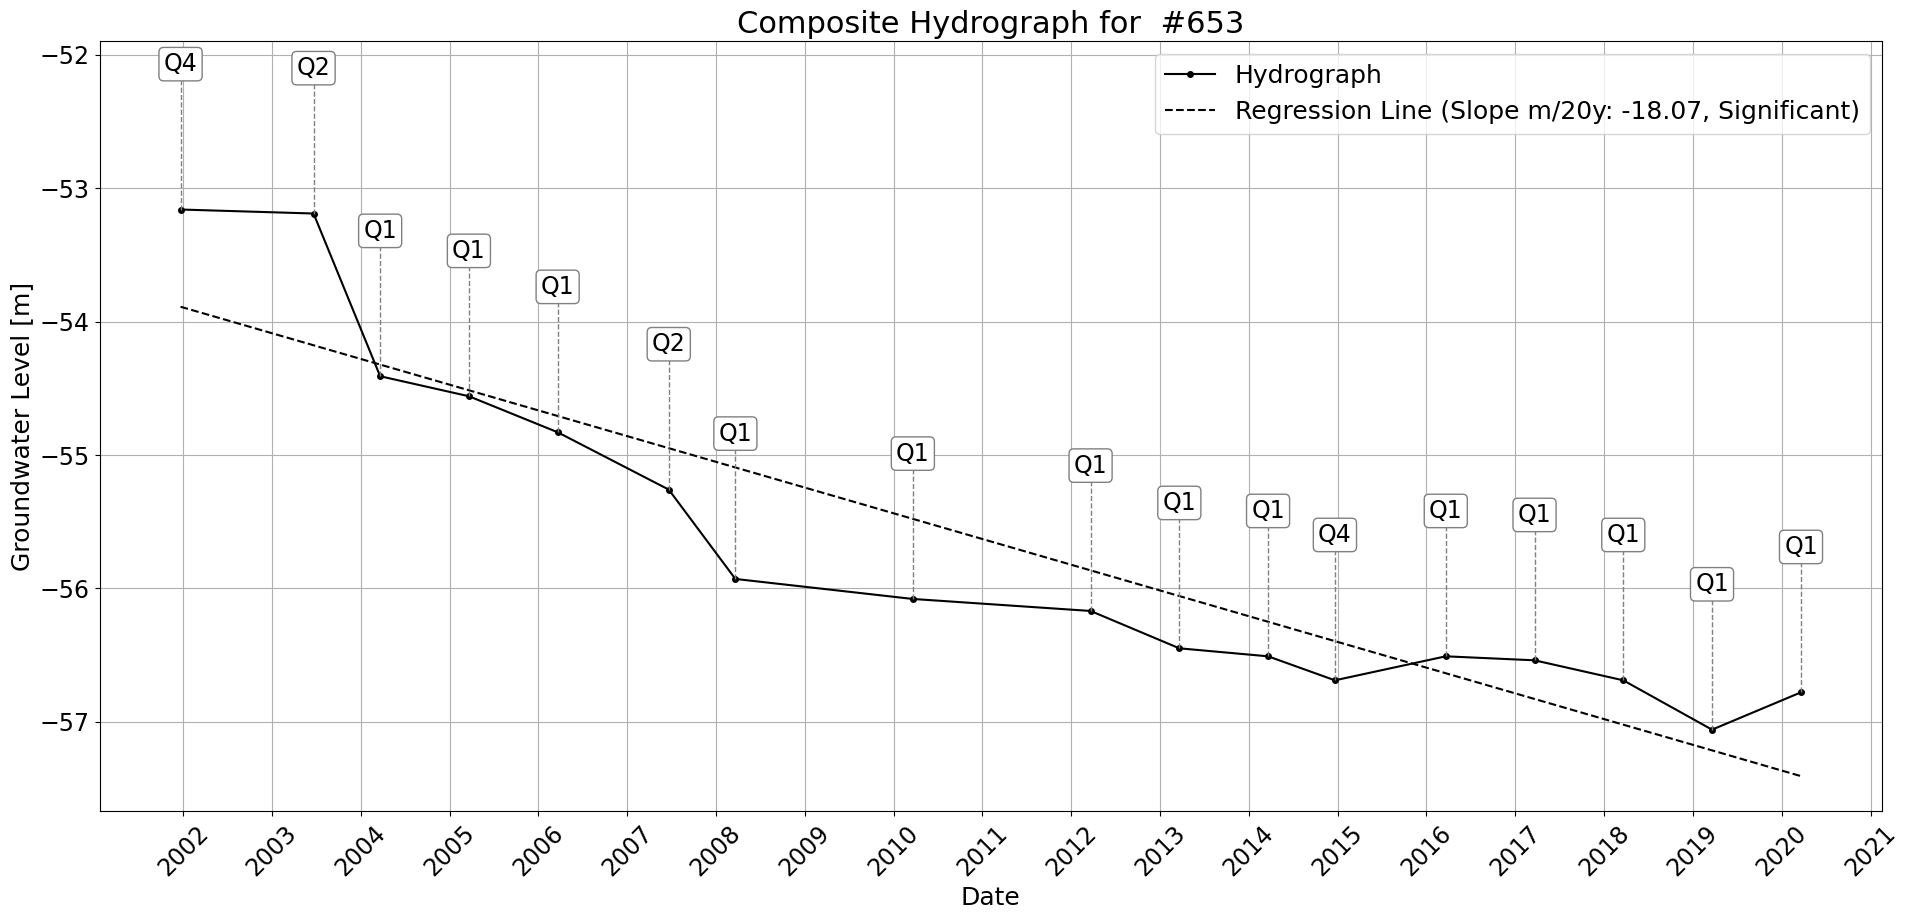 Composite Hydrograph for  #653
Hydrograph
Regression Line (Slope m/20y: -18.07, Significant)
Groundwater Level [m]
−52
−53
−54
−55
−56
−57
Q4
Q2
Q1
Q1
Q1
Q2
Q1
Q1
Q1
Q1
Q1
Q4
Q1
Q1
Q1
Q1
Q1
2002
2003
2004
2005
2006
2007
2008
2009
2010
2011
2012
2013
2014
2015
2016
2017
2018
2019
2020
2021
Date